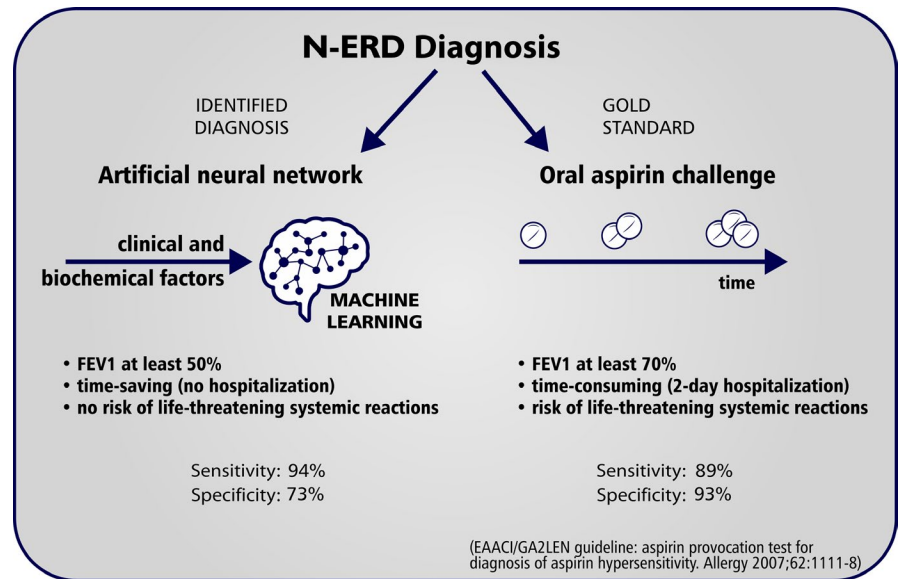 N-ERD Diagnosis
IDENTIFIED
DIAGNOSIS
Artificial neural network
clinical and
biochemical factors
MACHINE
LEARNING
• FEV1 at least 50%
• time-saving (no hospitalization)
• no risk of life-threatening systemic reactions
Sensitivity: 94%
Specificity: 73%
GOLD
STANDARD
Oral aspirin challenge
time
• FEV1 at least 70%
• time-consuming (2-day hospitalization)
• risk of life-threatening systemic reactions
Sensitivity: 89%
Specificity: 93%
(EAACI/GA2LEN guideline: aspirin provocation test for
diagnosis of aspirin hypersensitivity. Allergy 2007;62:1111-8)